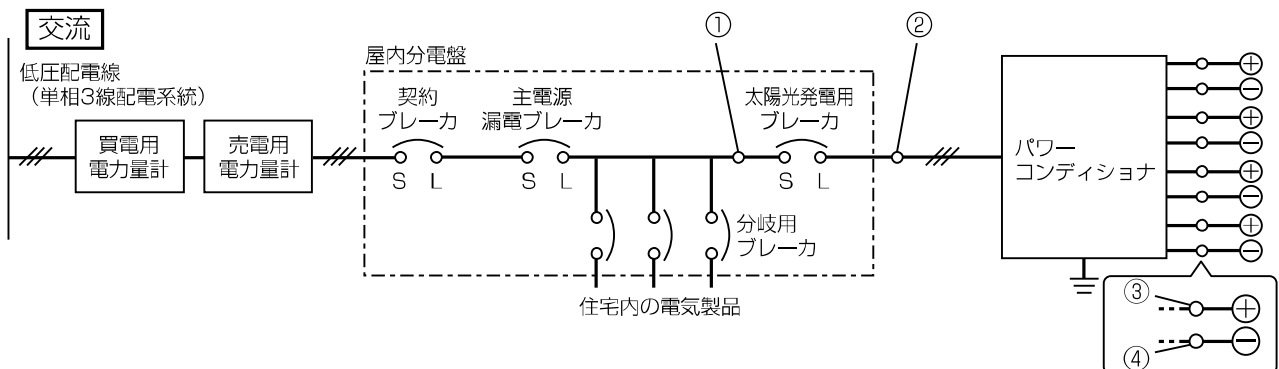 交流
①
②
低圧配電線
（単相3線配電系統）
屋内分電盤
契約
ブレーカ
主電源
漏電ブレーカ
太陽光発電用
ブレーカ
買電用
電力量計
売電用
電力量計
S L
S L
S L
パワー
コンディショナ
＋
－
＋
－
＋
－
＋
－
分岐用
ブレーカ
住宅内の電気製品
③
＋
－
④